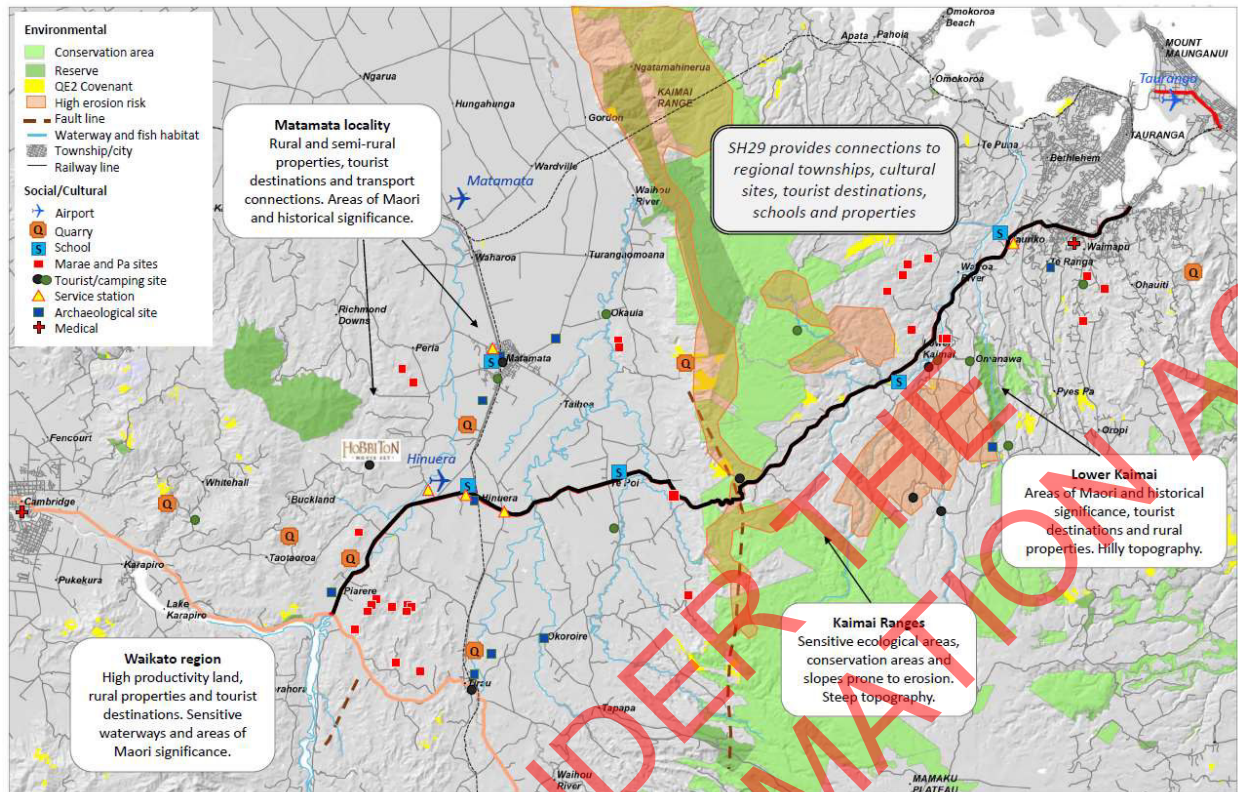 Environmental
Conservation area
Reserve
QE2 Covenant
High erosion risk
Fault line
Waterway and fish habitat
Township/city
Railway line
Social/Cultural
Airport
Q Quarry
S School
Marae and Pa sites
Tourist/camping site
Service station
Archaeological site
Medical
Matamata locality
Rural and semi-rural
properties, tourist
destinations and transport
connections. Areas of Maori
and historical significance.
SH29 provides connections to
regional townships, cultural
sites, tourist destinations,
schools and properties
Lower Kaimai
Areas of Maori and historical
significance, tourist
destinations and rural
properties. Hilly topography.
Kaimai Ranges
Sensitive ecological areas,
conservation areas and
slopes prone to erosion.
Steep topography.
Waikato region
High productivity land,
rural properties and tourist
destinations. Sensitive
waterways and areas of
Maori significance.
Omokoroa
Beach
Apata
Pahoia
MOUNT
MAUNGANUI
Tauranga
Omokoroa
TAURANGA
Te Puna
Bethlehem
Ngarua
Hungahunga
Ngatamahinerua
KAIMAI
RANGE
Gordon
Wardville
Matamata
Waihou
River
Waharoa
Turangaomoana
Richmond
Downs
Okauia
Peria
Matamata
Taihoa
Wairoa
River
Waimapu
Te Ranga
Ohauiti
Kaimai
Omanawa
Pyes Pa
Oropi
Fencourt
Whitehall
HOBBITON
MOVIE SET
Hinuera
Buckland
Hinuera
Te Poi
Cambridge
Taotaoroa
Karapiro
Pukekura
Piarere
Lake
Karapiro
Okoroire
Tirau
Tapapa
Waihou
River
MAMAKU
PLATEAU
Q
Q
Q
Q
Q
Q
Q
S
S
S
S
S